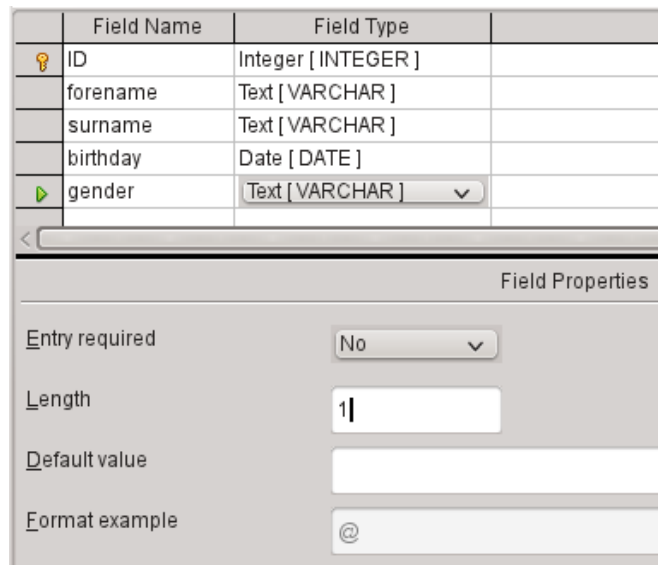 Field Name Field Type
ID Integer [ INTEGER ]
forename Text [ VARCHAR ]
surname Text [ VARCHAR ]
birthday Date [ DATE ]
gender Text [ VARCHAR ]
Field Properties
Entry required No
Length 1
Default value
Format example @